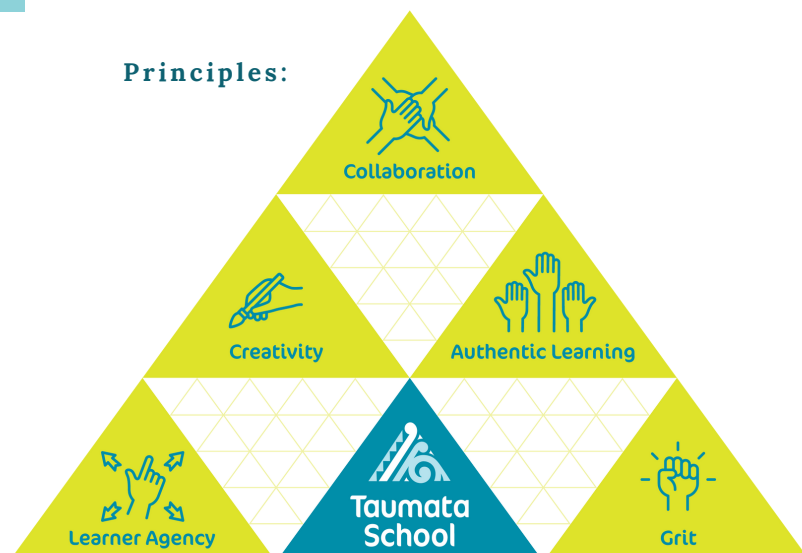 Principles:
Collaboration
Creativity
Authentic Learning
Learner Agency
Taumata
School
Grit